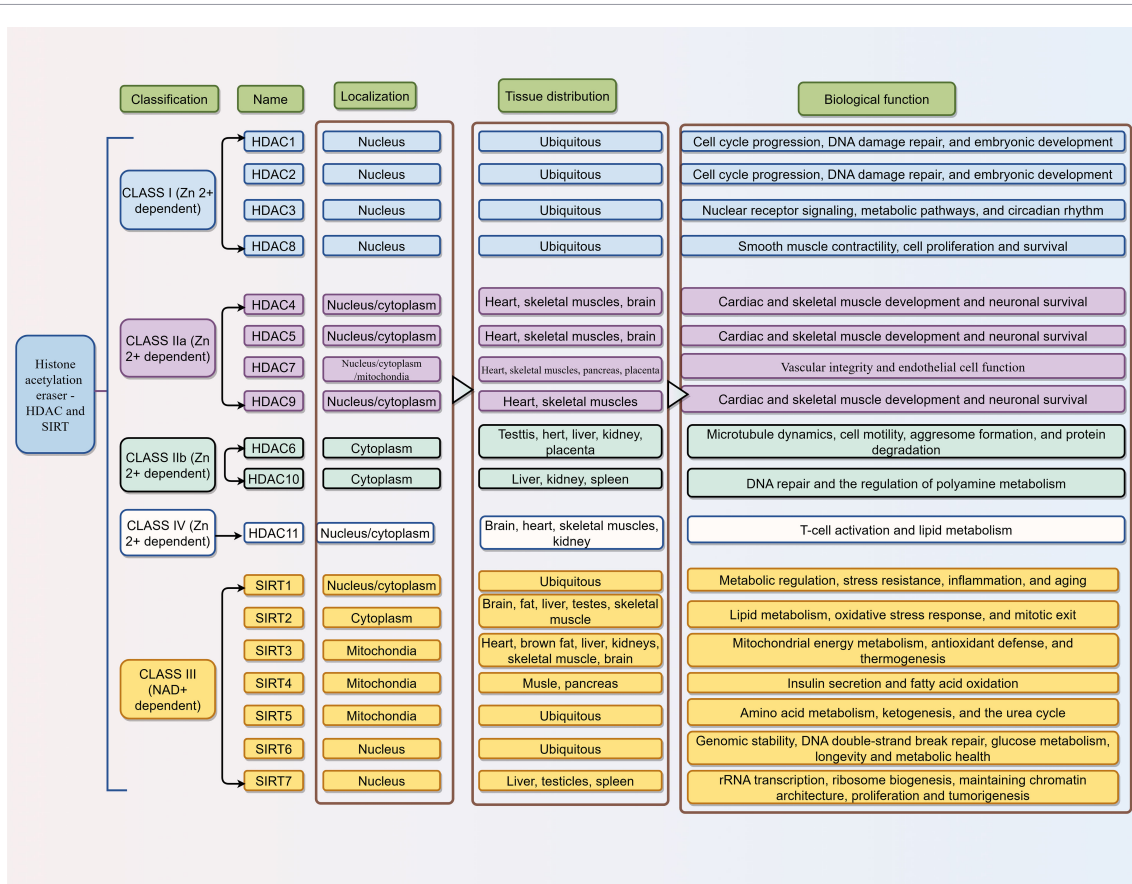 Classification
Name
Localization
Tissue distribution
Biological function
Histone
acetylation
eraser -
HDAC and
SIRT
CLASS I (Zn 2+
dependent)
HDAC1
Nucleus
Ubiquitous
Cell cycle progression, DNA damage repair, and embryonic development
HDAC2
Nucleus
Ubiquitous
Cell cycle progression, DNA damage repair, and embryonic development
HDAC3
Nucleus
Ubiquitous
Nuclear receptor signaling, metabolic pathways, and circadian rhythm
HDAC8
Nucleus
Ubiquitous
Smooth muscle contractility, cell proliferation and survival
CLASS IIa (Zn
2+ dependent)
HDAC4
Nucleus/cytoplasm
Heart, skeletal muscles, brain
Cardiac and skeletal muscle development and neuronal survival
HDAC5
Nucleus/cytoplasm
Heart, skeletal muscles, brain
Cardiac and skeletal muscle development and neuronal survival
HDAC7
Nucleus/cytoplasm
/mitochondia
Heart, skeletal muscles, pancreas, placenta
Vascular integrity and endothelial cell function
HDAC9
Nucleus/cytoplasm
Heart, skeletal muscles
Cardiac and skeletal muscle development and neuronal survival
CLASS IIb (Zn
2+ dependent)
HDAC6
Cytoplasm
Testtis, hert, liver, kidney,
placenta
Microtubule dynamics, cell motility, aggresome formation, and protein
degradation
HDAC10
Cytoplasm
Liver, kidney, spleen
DNA repair and the regulation of polyamine metabolism
CLASS IV (Zn
2+ dependent)
HDAC11
Nucleus/cytoplasm
Brain, heart, skeletal muscles,
kidney
T-cell activation and lipid metabolism
CLASS III
(NAD+
dependent)
SIRT1
Nucleus/cytoplasm
Ubiquitous
Metabolic regulation, stress resistance, inflammation, and aging
SIRT2
Cytoplasm
Brain, fat, liver, testes, skeletal
muscle
Lipid metabolism, oxidative stress response, and mitotic exit
SIRT3
Mitochondia
Heart, brown fat, liver, kidneys,
skeletal muscle, brain
Mitochondrial energy metabolism, antioxidant defense, and
thermogenesis
SIRT4
Mitochondia
Musle, pancreas
Insulin secretion and fatty acid oxidation
SIRT5
Mitochondia
Ubiquitous
Amino acid metabolism, ketogenesis, and the urea cycle
SIRT6
Nucleus
Ubiquitous
Genomic stability, DNA double-strand break repair, glucose metabolism,
longevity and metabolic health
SIRT7
Nucleus
Liver, testicles, spleen
rRNA transcription, ribosome biogenesis, maintaining chromatin
architecture, proliferation and tumorigenesis